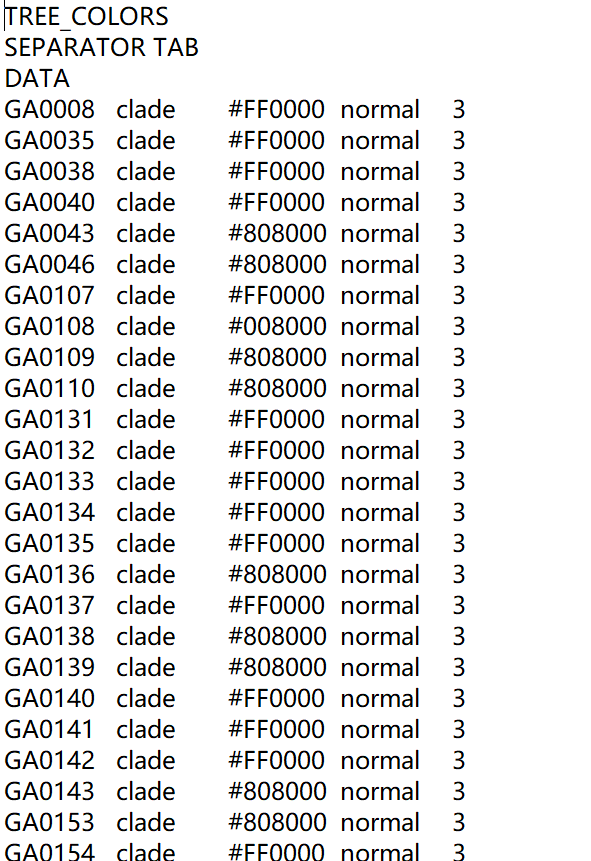 TREE_COLORS
SEPARATOR TAB
DATA
GA0008 clade #FF0000 normal 3
GA0035 clade #FF0000 normal 3
GA0038 clade #FF0000 normal 3
GA0040 clade #FF0000 normal 3
GA0043 clade #808000 normal 3
GA0046 clade #808000 normal 3
GA0107 clade #FF0000 normal 3
GA0108 clade #008000 normal 3
GA0109 clade #808000 normal 3
GA0110 clade #808000 normal 3
GA0131 clade #FF0000 normal 3
GA0132 clade #FF0000 normal 3
GA0133 clade #FF0000 normal 3
GA0134 clade #FF0000 normal 3
GA0135 clade #FF0000 normal 3
GA0136 clade #808000 normal 3
GA0137 clade #FF0000 normal 3
GA0138 clade #808000 normal 3
GA0139 clade #808000 normal 3
GA0140 clade #FF0000 normal 3
GA0141 clade #FF0000 normal 3
GA0142 clade #FF0000 normal 3
GA0143 clade #808000 normal 3
GA0153 clade #808000 normal 3
GA0154 clade #FF0000 normal 3